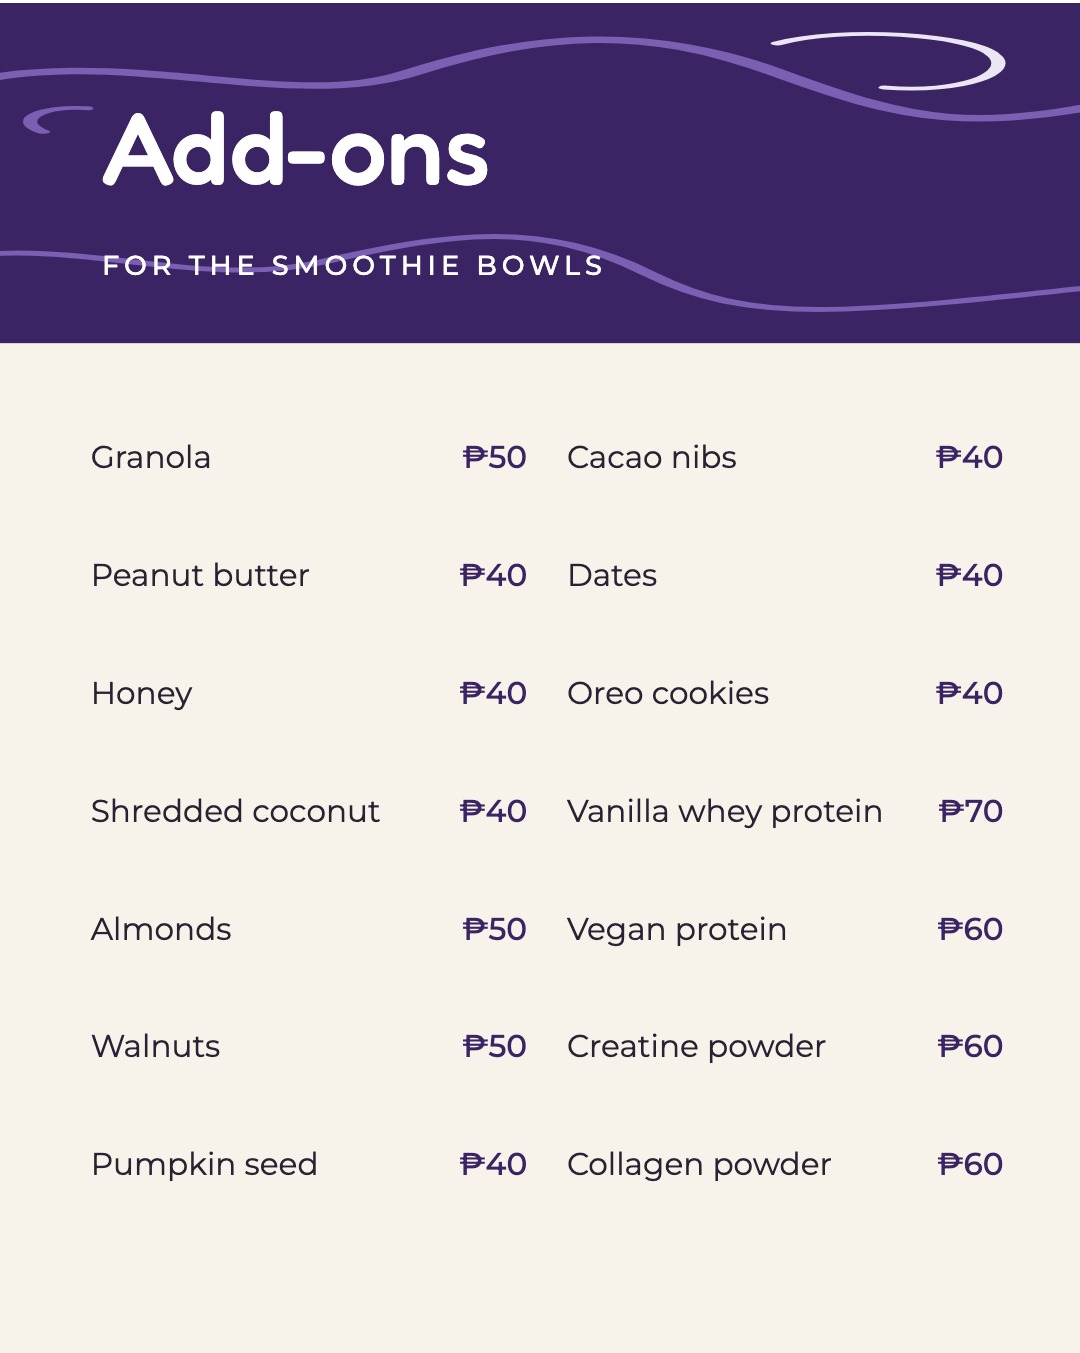 Add-ons
FOR THE SMOOTHIE BOWLS
Granola ₱50
Peanut butter ₱40
Honey ₱40
Shredded coconut ₱40
Almonds ₱50
Walnuts ₱50
Pumpkin seed ₱40
Cacao nibs ₱40
Dates ₱40
Oreo cookies ₱40
Vanilla whey protein ₱70
Vegan protein ₱60
Creatine powder ₱60
Collagen powder ₱60